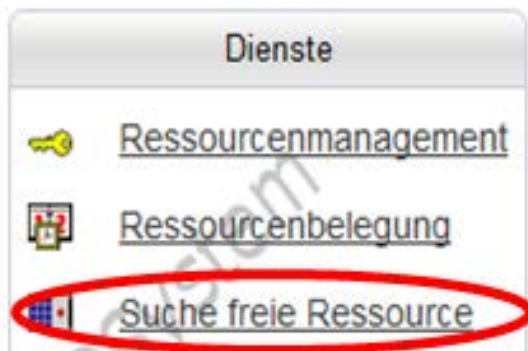 Dienste
Ressourcenmanagement
Ressourcenbelegung
Suche freie Ressource